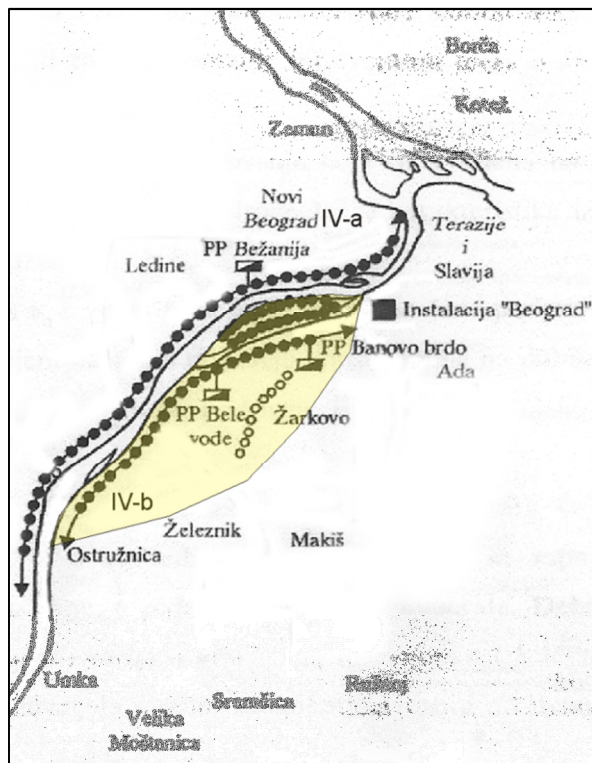 Borča
Kotež
Zemun
Novi
Beograd IV-a
Terazije
i
Slavija
PP Bežanija
Ledine
Instalacija "Beograd"
PP Banovo brdo
Ada
PP Bele
vode
Žarkovo
IV-b
Železnik
Makiš
Ostružnica
Umka
Sremčica
Rušanj
Velika
Moštanica